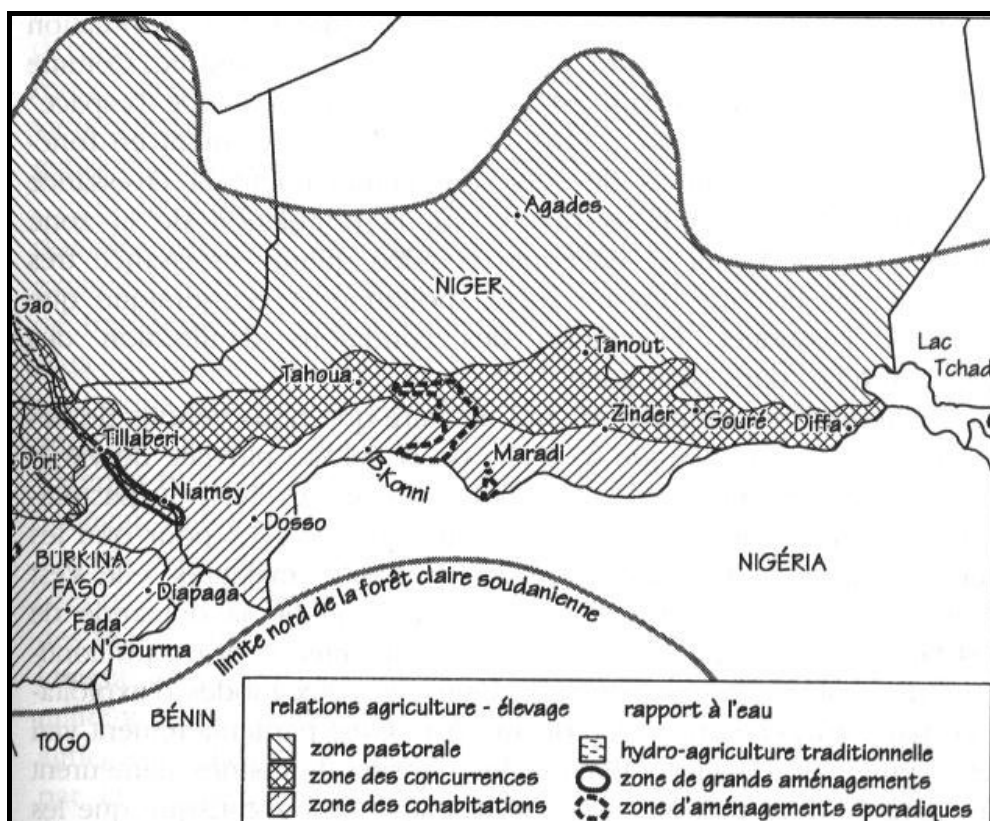 Agades
NIGER
Gao
Tanout
Lac
Tchad
Tahoua
Zinder
Gouré
Diffa
Tillaberi
Dori
Maradi
B.Konni
Niamey
Dosso
BURKINA
FASO
Diapaga
NIGÉRIA
Fada
N'Gourma
limite nord de la forêt claire soudanienne
BÉNIN
TOGO
relations agriculture - élevage
zone pastorale
zone des concurrences
zone des cohabitations
rapport à l'eau
hydro-agriculture traditionnelle
zone de grands aménagements
zone d'aménagements sporadiques